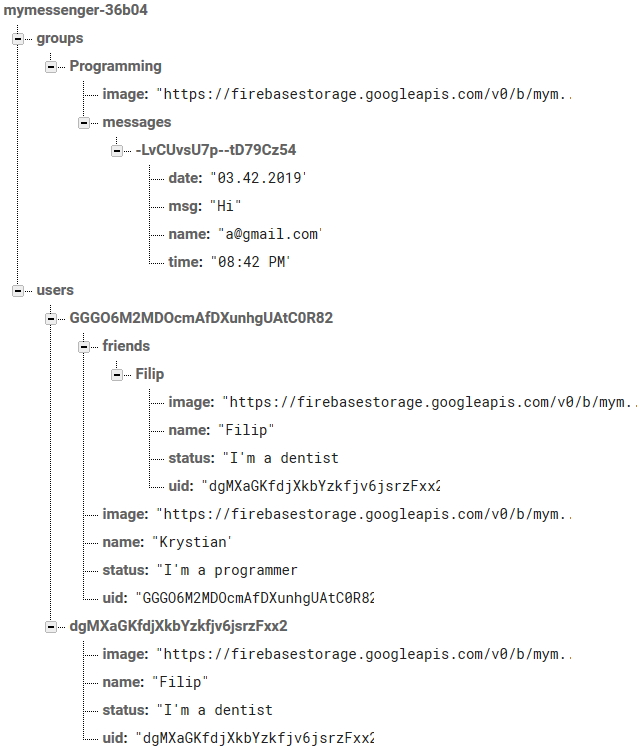 mymessenger-36b04
groups
Programming
image: "https://firebasestorage.googleapis.com/v0/b/mym..
messages
-LvCUvsU7p--tD79Cz54
date: "03.42.2019'
msg: "Hi"
name: "a@gmail.com'
time: "08:42 PM'
users
GGGO6M2MDOcmAfDXunhgUAtC0R82
friends
Filip
image: "https://firebasestorage.googleapis.com/v0/b/mym..
name: "Filip"
status: "I'm a dentist
uid: "dgMXaGKfdjXkbYzkfjv6jsrzFxx2
image: "https://firebasestorage.googleapis.com/v0/b/mym..
name: "Krystian'
status: "I'm a programmer
uid: "GGGO6M2MDOcmAfDXunhgUAtC0R82
dgMXaGKfdjXkbYzkfjv6jsrzFxx2
image: "https://firebasestorage.googleapis.com/v0/b/mym..
name: "Filip"
status: "I'm a dentist
uid: "dgMXaGKfdjXkbYzkfjv6jsrzFxx2